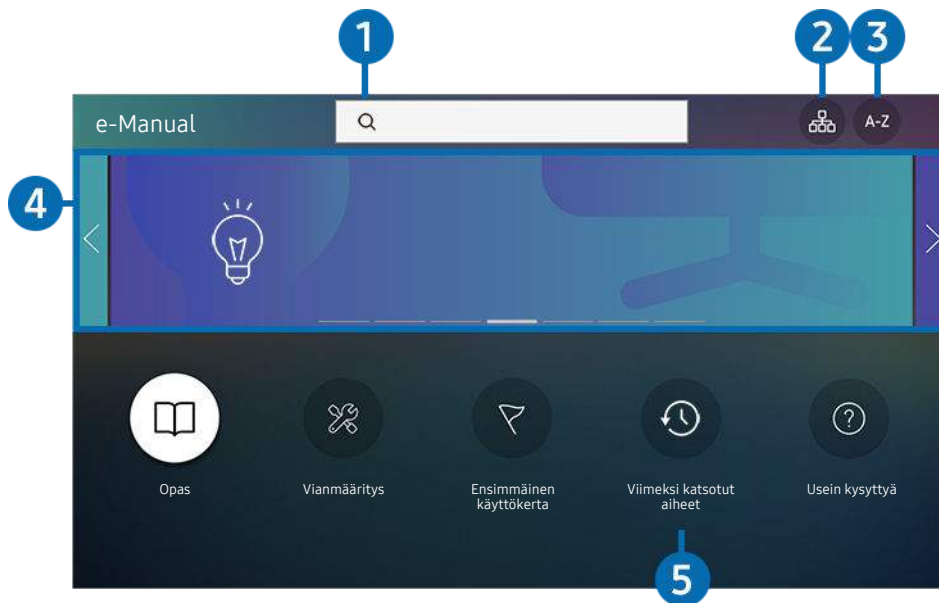 1
2
3
e-Manual
A-Z
4
Opas
Vianmääritys
Ensimmäinen
käyttökerta
Viimeksi katsotut
aiheet
Usein kysyttyä
5